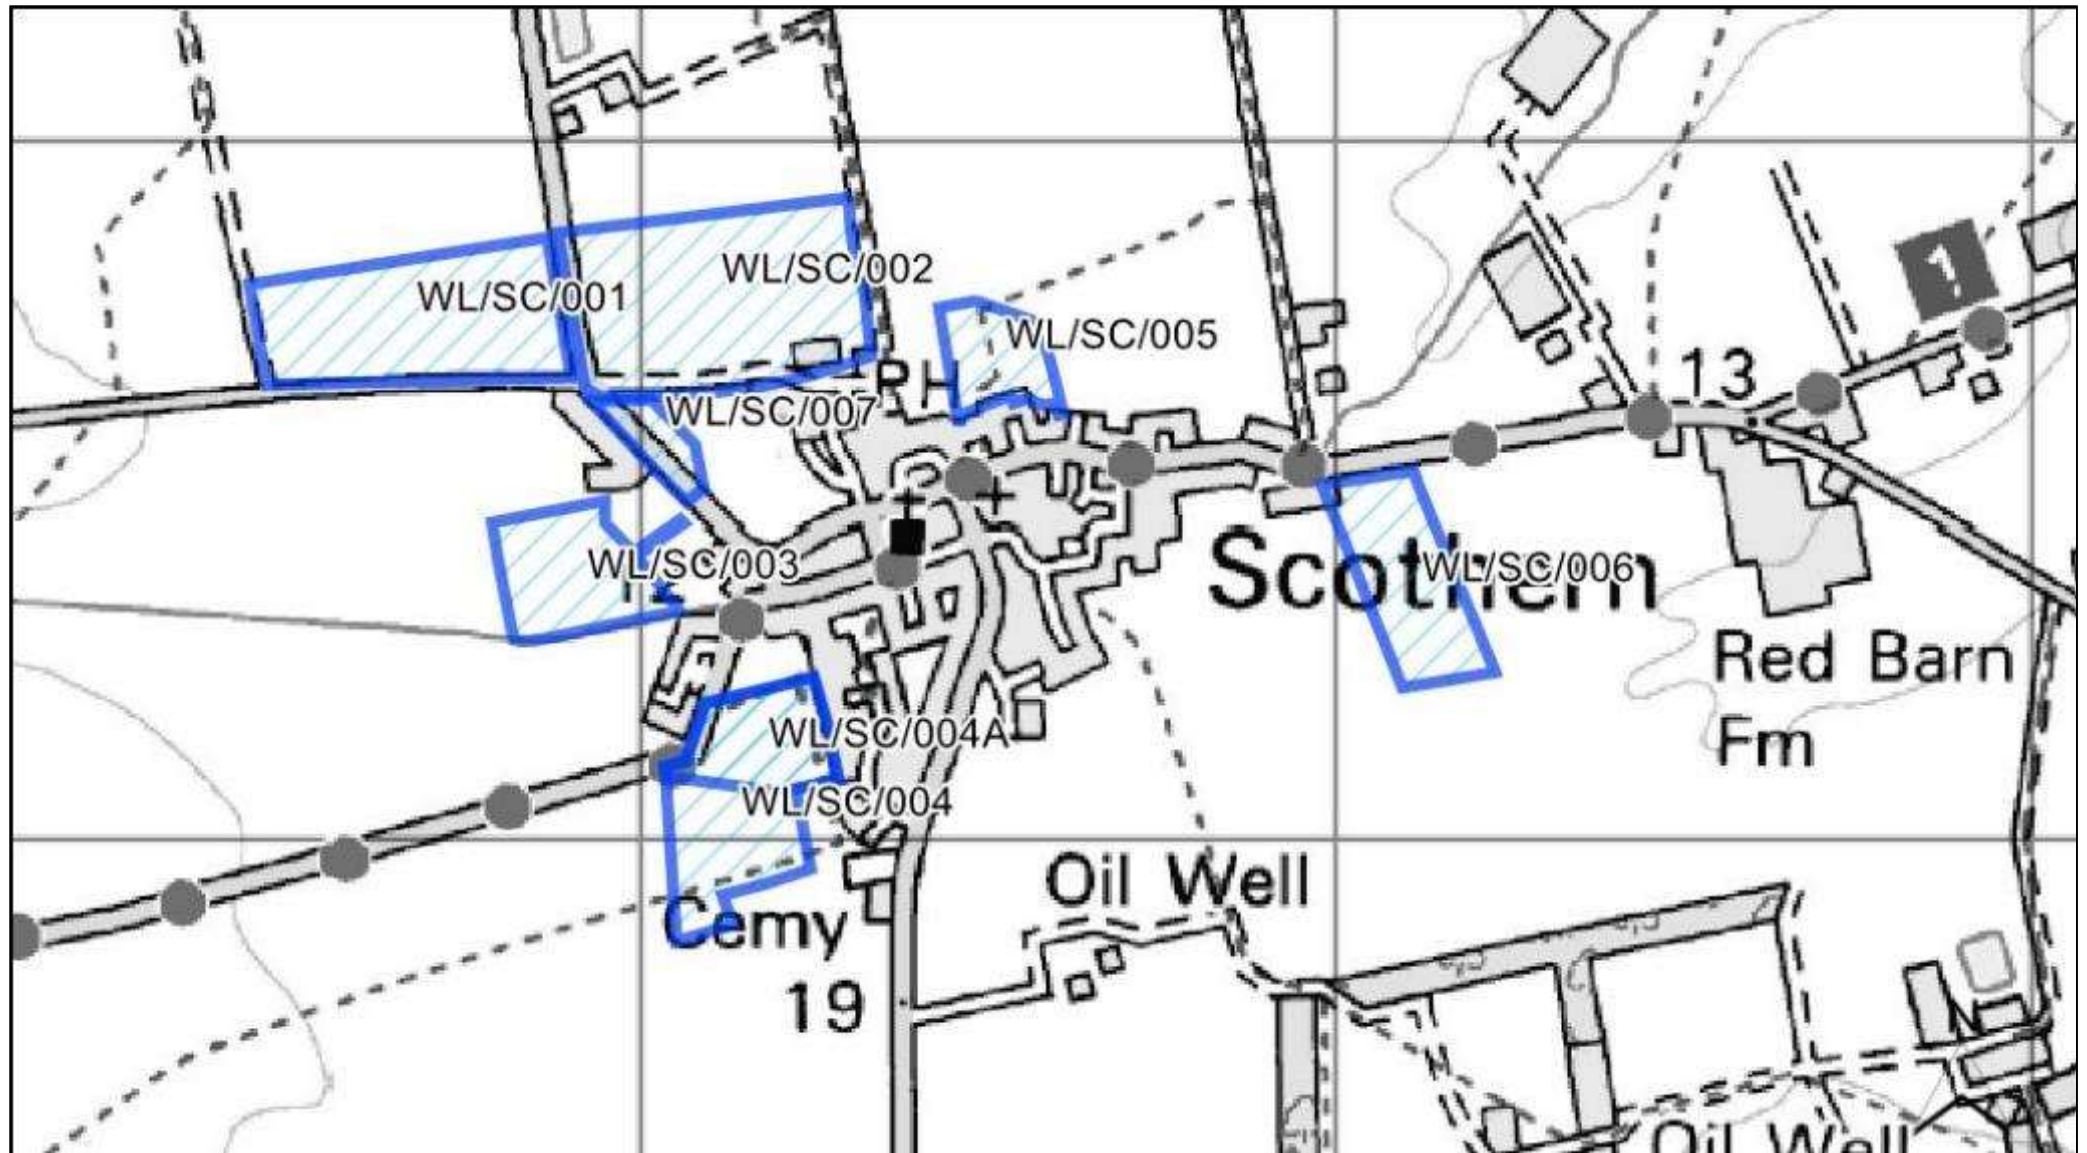 WL/SC/002
WL/SC/001
1
WL/SC/005
13
PH
WL/SC/007
WL/SC/003
Scothern
WL/SC/006
Red Barn
Fm
WL/SC/004A
WL/SC/004
Oil Well
Cemy
19
Oil Well